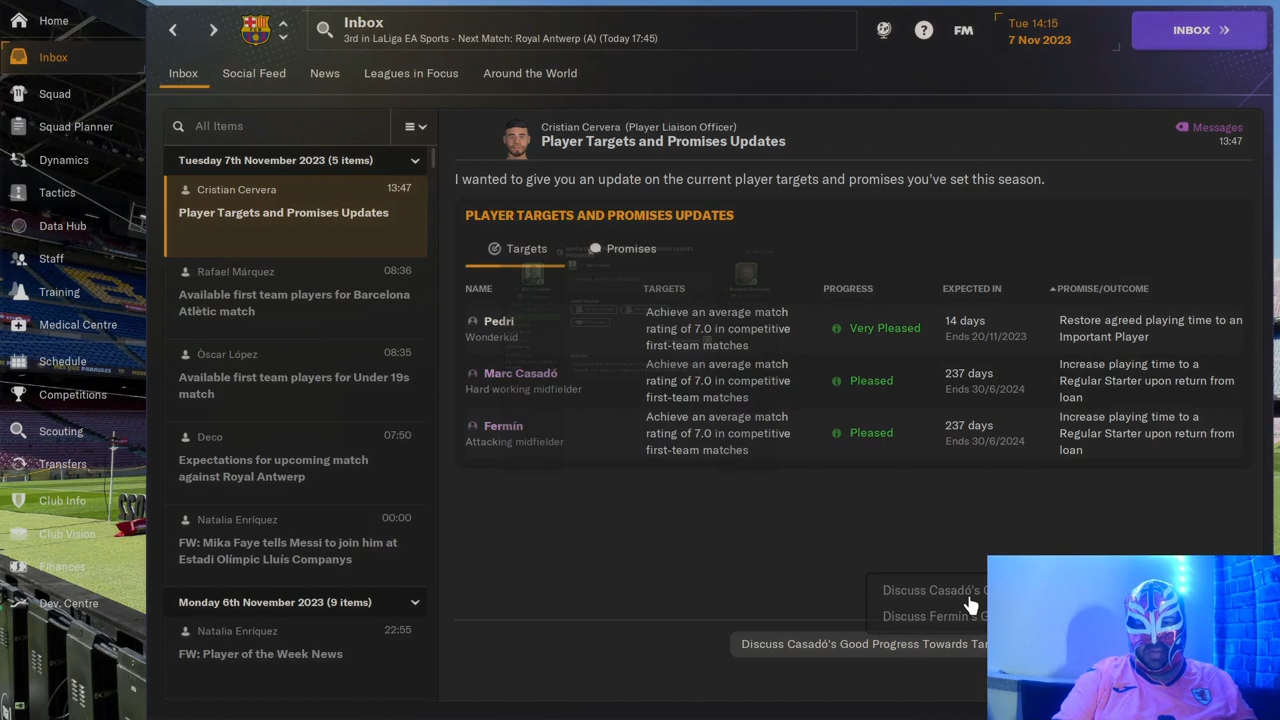 Home
Inbox
Squad
Squad Planner
Dynamics
Tactics
Data Hub
Staff
Training
Medical Centre
Schedule
Competitions
Scouting
Transfers
Club Info
Club Vision
Finances
Dev. Centre
Inbox
3rd in LaLiga EA Sports - Next Match: Royal Antwerp (A) (Today 17:45)
?
FM
Tue 14:15
7 Nov 2023
INBOX
Inbox
Social Feed
News
Leagues in Focus
Around the World
All Items
Tuesday 7th November 2023 (5 items)
Cristian Cervera 13:47
Player Targets and Promises Updates
Rafael Márquez 08:36
Available first team players for Barcelona
Atlètic match
Òscar López 08:35
Available first team players for Under 19s
match
Deco 07:50
Expectations for upcoming match
against Royal Antwerp
Natalia Enríquez 00:00
FW: Mika Faye tells Messi to join him at
Estadi Olímpic Lluís Companys
Monday 6th November 2023 (9 items)
Natalia Enríquez 22:55
FW: Player of the Week News
Cristian Cervera (Player Liaison Officer)
Player Targets and Promises Updates
Messages
13:47
I wanted to give you an update on the current player targets and promises you've set this season.
PLAYER TARGETS AND PROMISES UPDATES
Targets
Promises
NAME TARGETS PROGRESS EXPECTED IN PROMISE/OUTCOME
Pedri
Wonderkid
Achieve an average match
rating of 7.0 in competitive
first-team matches
Very Pleased
14 days
Ends 20/11/2023
Restore agreed playing time to an
Important Player
Marc Casadó
Hard working midfielder
Achieve an average match
rating of 7.0 in competitive
first-team matches
Pleased
237 days
Ends 30/6/2024
Increase playing time to a
Regular Starter upon return from
loan
Fermín
Attacking midfielder
Achieve an average match
rating of 7.0 in competitive
first-team matches
Pleased
237 days
Ends 30/6/2024
Increase playing time to a
Regular Starter upon return from
loan
Discuss Casadó's
Discuss Fermín's
Discuss Casadó's Good Progress Towards